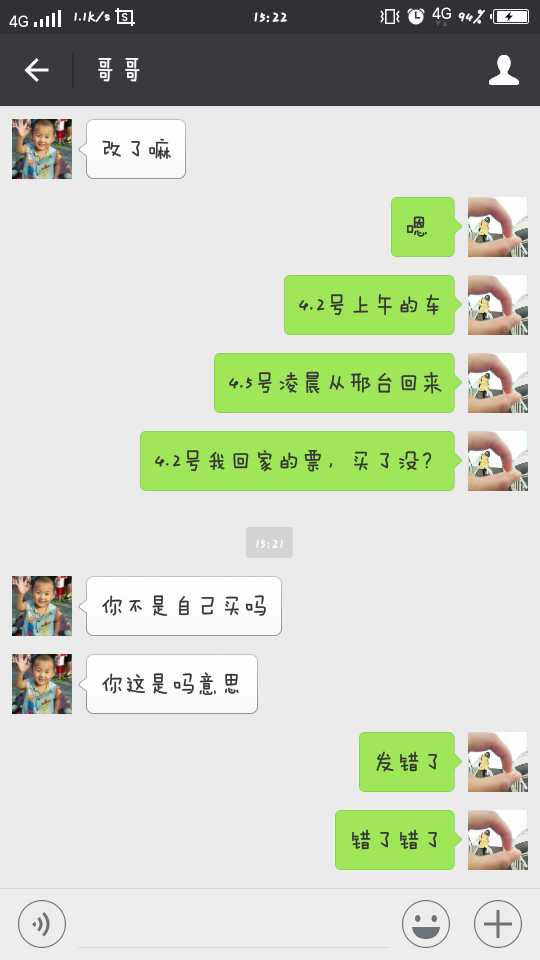 4G 1.1k/s 15:22 4G 94%
哥哥
改了嘛
嗯
4.2号上午的车
4.5号凌晨从邢台回来
4.2号我回家的票，买了没？
15:21
你不是自己买吗
你这是吗意思
发错了
错了错了